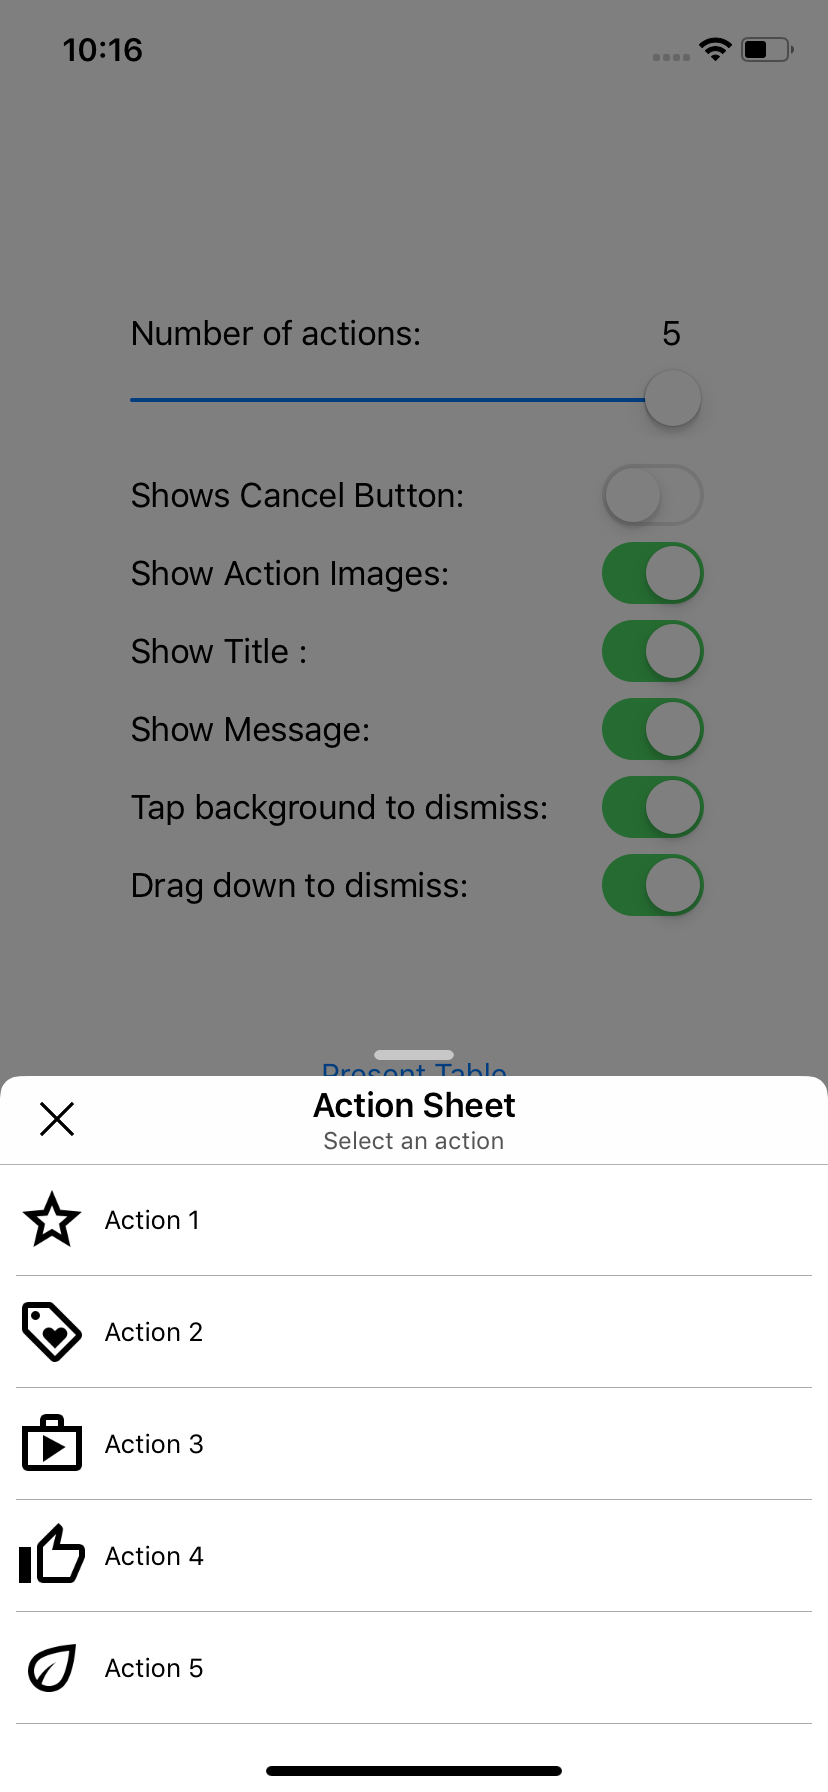 10:16
Number of actions: 5
Shows Cancel Button:
Show Action Images:
Show Title :
Show Message:
Tap background to dismiss:
Drag down to dismiss:
Present Table
Action Sheet
Select an action
Action 1
Action 2
Action 3
Action 4
Action 5